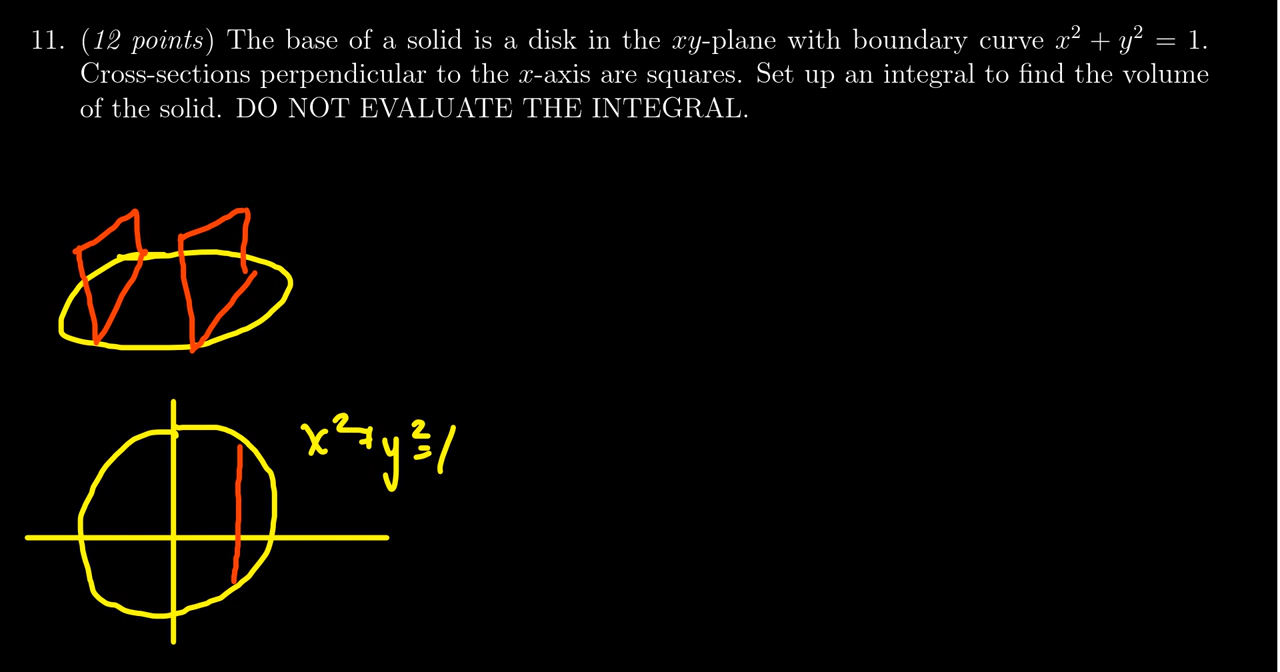 11. (12 points) The base of a solid is a disk in the xy-plane with boundary curve x² + y² = 1.
Cross-sections perpendicular to the x-axis are squares. Set up an integral to find the volume
of the solid. DO NOT EVALUATE THE INTEGRAL.
x² + y² = 1